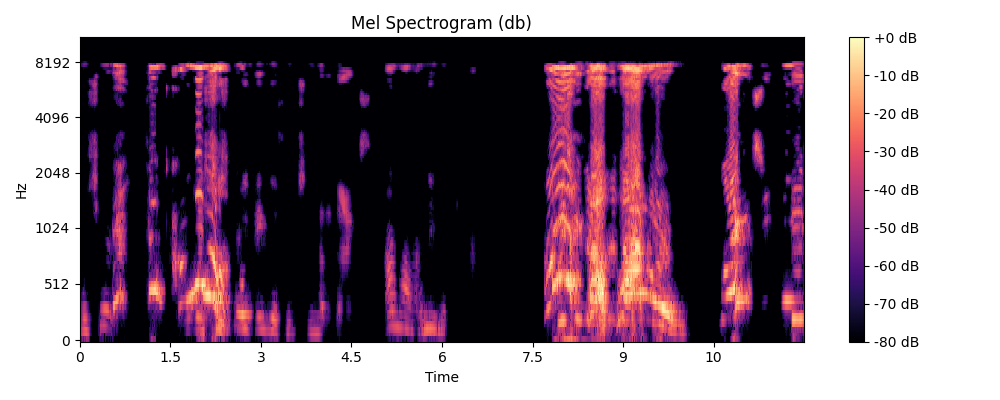 Mel Spectrogram (db)
8192
4096
2048
1024
512
0
Hz
0 1.5 3 4.5 6 7.5 9 10
Time
+0 dB
-10 dB
-20 dB
-30 dB
-40 dB
-50 dB
-60 dB
-70 dB
-80 dB